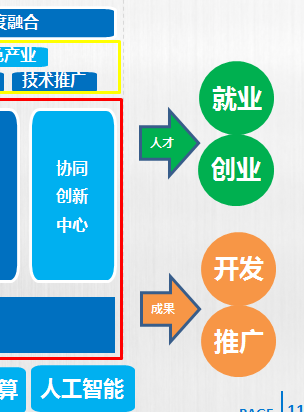 度融合
产业
技术推广
就业
人才
协同
创新
中心
创业
开发
成果
推广
算
人工智能
PAGE 11